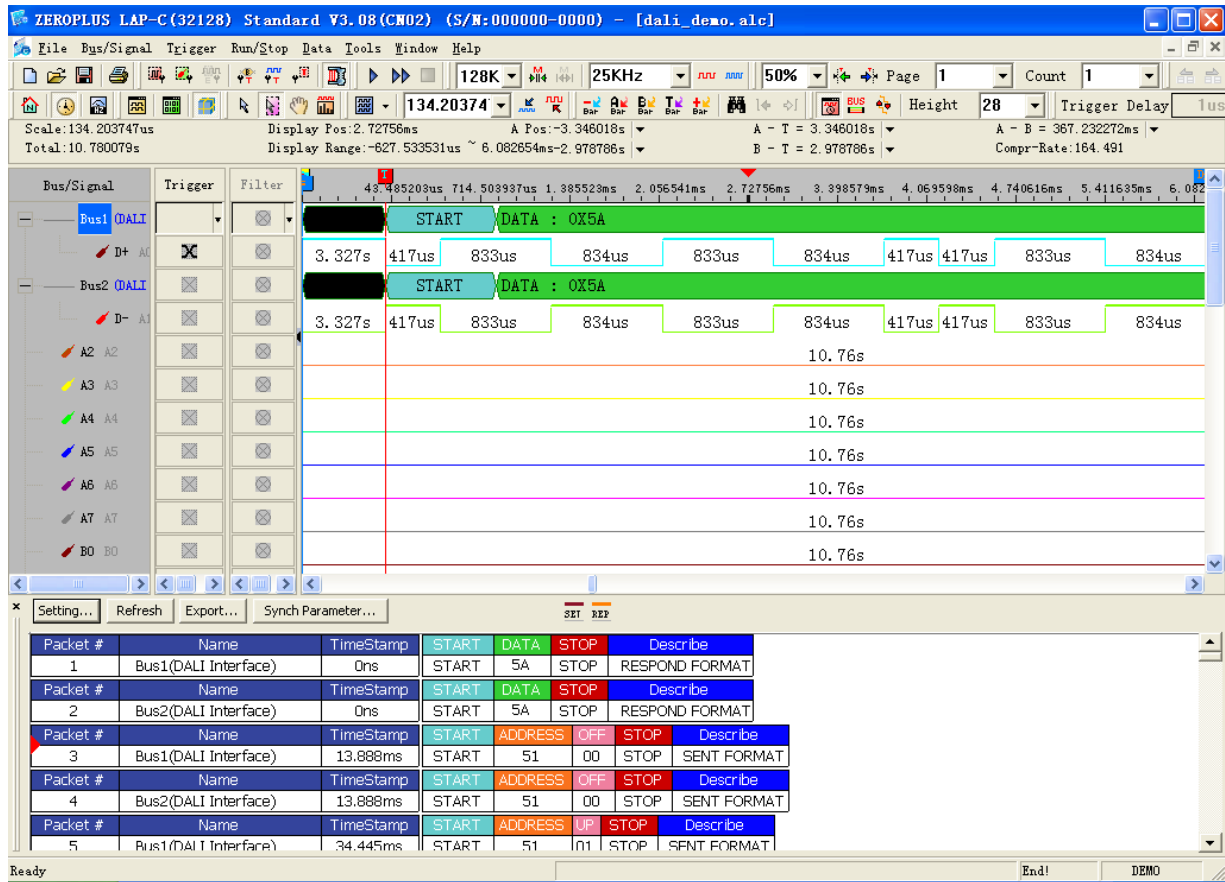 ZEROPLUS LAP-C(32128) Standard V3.08(CN02) (S/N:000000-0000) - [dali_demo.alc]
File Bus/Signal Trigger Run/Stop Data Tools Window Help
128K 25KHz 50% Page 1 Count 1
134.20374 Bar Bar Bar Bar Bar BUS Height 28 Trigger Delay 1us
Scale:134.203747us Display Pos:2.72756ms A Pos:-3.346018s A - T = 3.346018s A - B = 367.232272ms
Total:10.780079s Display Range:-627.533531us ~ 6.082654ms-2.978786s B - T = 2.978786s Compr-Rate:164.491
Bus/Signal Trigger Filter 43.485203us 714.503937us 1.385523ms 2.056541ms 2.72756ms 3.398579ms 4.069598ms 4.740616ms 5.411635ms 6.082
Bus1 (DALI START DATA : 0X5A
D+ A0 3.327s 417us 833us 834us 833us 834us 417us 417us 833us 834us
Bus2 (DALI START DATA : 0X5A
D- A1 3.327s 417us 833us 834us 833us 834us 417us 417us 833us 834us
A2 A2 10.76s
A3 A3 10.76s
A4 A4 10.76s
A5 A5 10.76s
A6 A6 10.76s
A7 A7 10.76s
B0 B0 10.76s
Setting... Refresh Export... Synch Parameter... SET REP
Packet # Name TimeStamp START DATA STOP Describe
1 Bus1(DALI Interface) 0ns START 5A STOP RESPOND FORMAT
Packet # Name TimeStamp START DATA STOP Describe
2 Bus2(DALI Interface) 0ns START 5A STOP RESPOND FORMAT
Packet # Name TimeStamp START ADDRESS OFF STOP Describe
3 Bus1(DALI Interface) 13.888ms START 51 00 STOP SENT FORMAT
Packet # Name TimeStamp START ADDRESS OFF STOP Describe
4 Bus2(DALI Interface) 13.888ms START 51 00 STOP SENT FORMAT
Packet # Name TimeStamp START ADDRESS UP STOP Describe
5 Bus1(DALI Interface) 34.445ms START 51 01 STOP SENT FORMAT
Ready End! DEMO